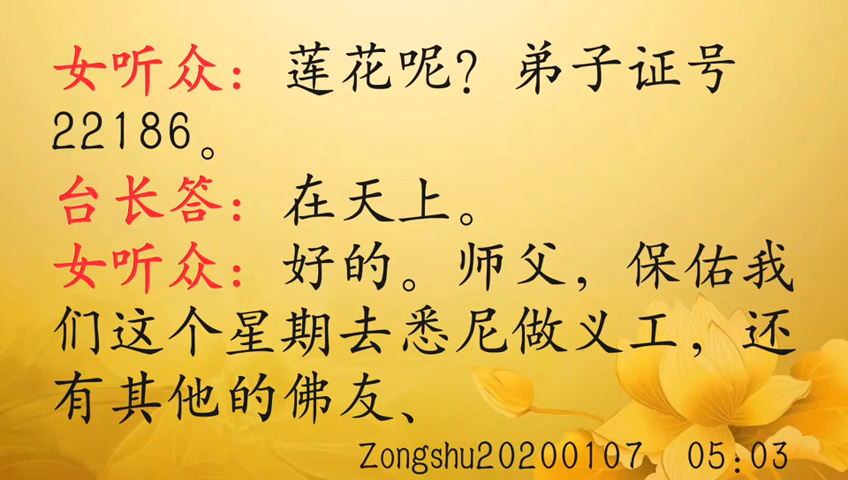 女听众：莲花呢？弟子证号
22186。
台长答：在天上。
女听众：好的。师父，保佑我
们这个星期去悉尼做义工，还
有其他的佛友、
Zongshu20200107 05:03